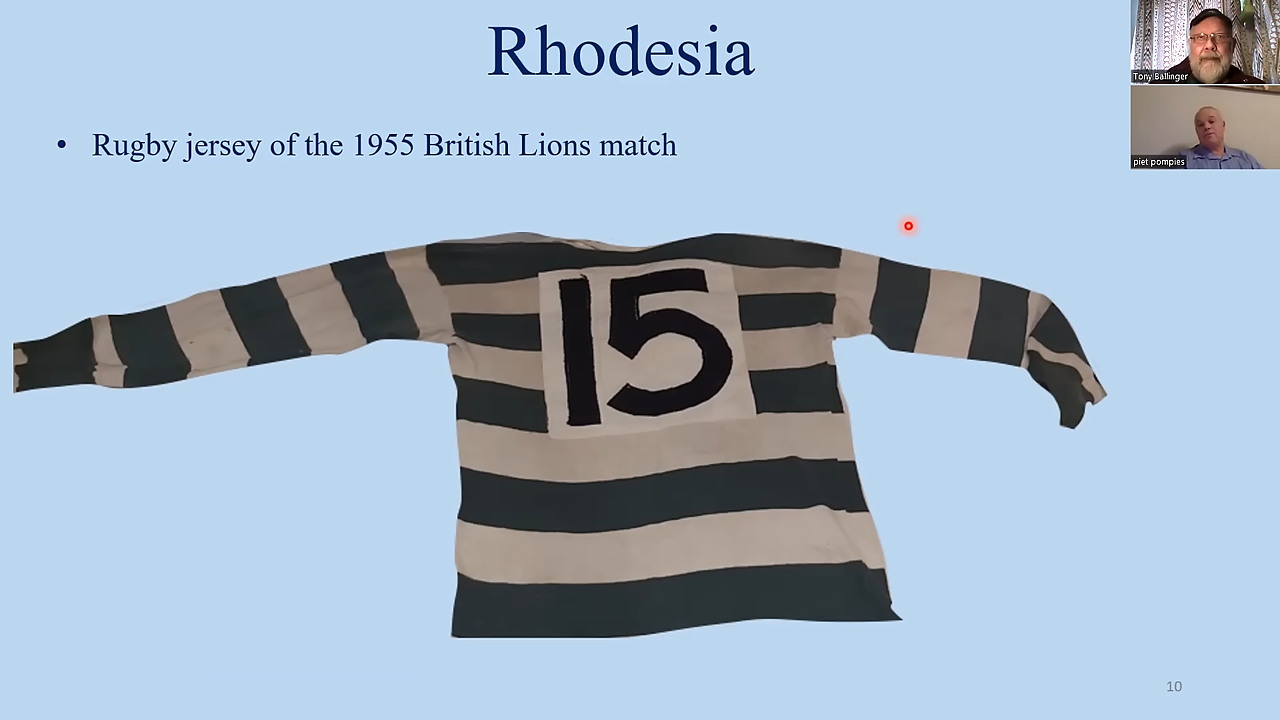 Rhodesia
• Rugby jersey of the 1955 British Lions match
15
Tony Ballinger
piet pompies
10